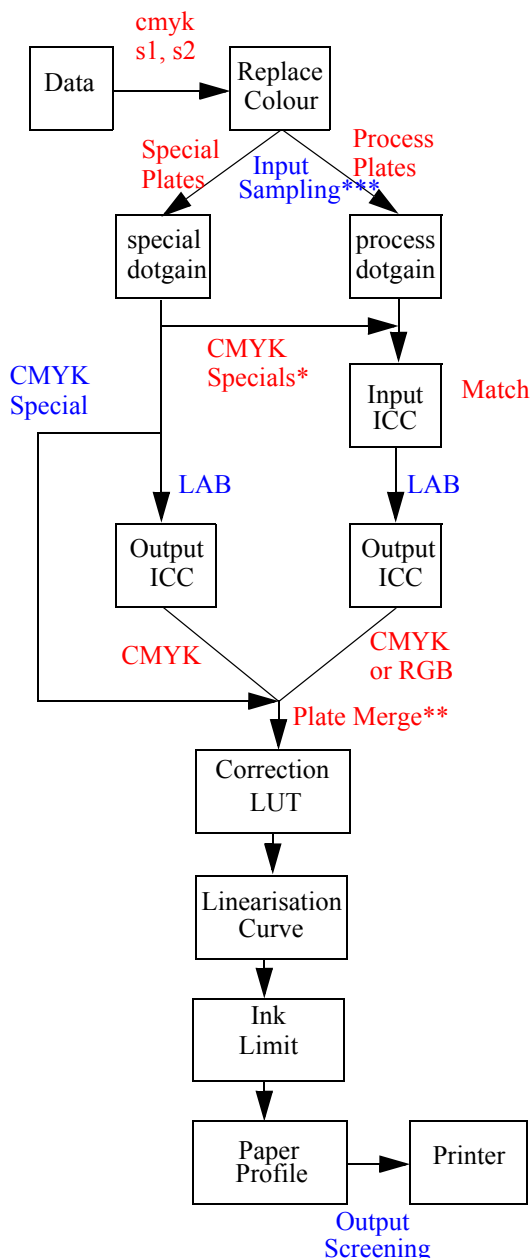 cmyk
s1, s2
Data
Replace
Colour
Special
Plates
Input
Sampling***
Process
Plates
special
dotgain
process
dotgain
CMYK
Specials*
CMYK
Special
Input
ICC
Match
LAB
LAB
Output
ICC
Output
ICC
CMYK
CMYK
or RGB
Plate Merge**
Correction
LUT
Linearisation
Curve
Ink
Limit
Paper
Profile
Printer
Output
Screening